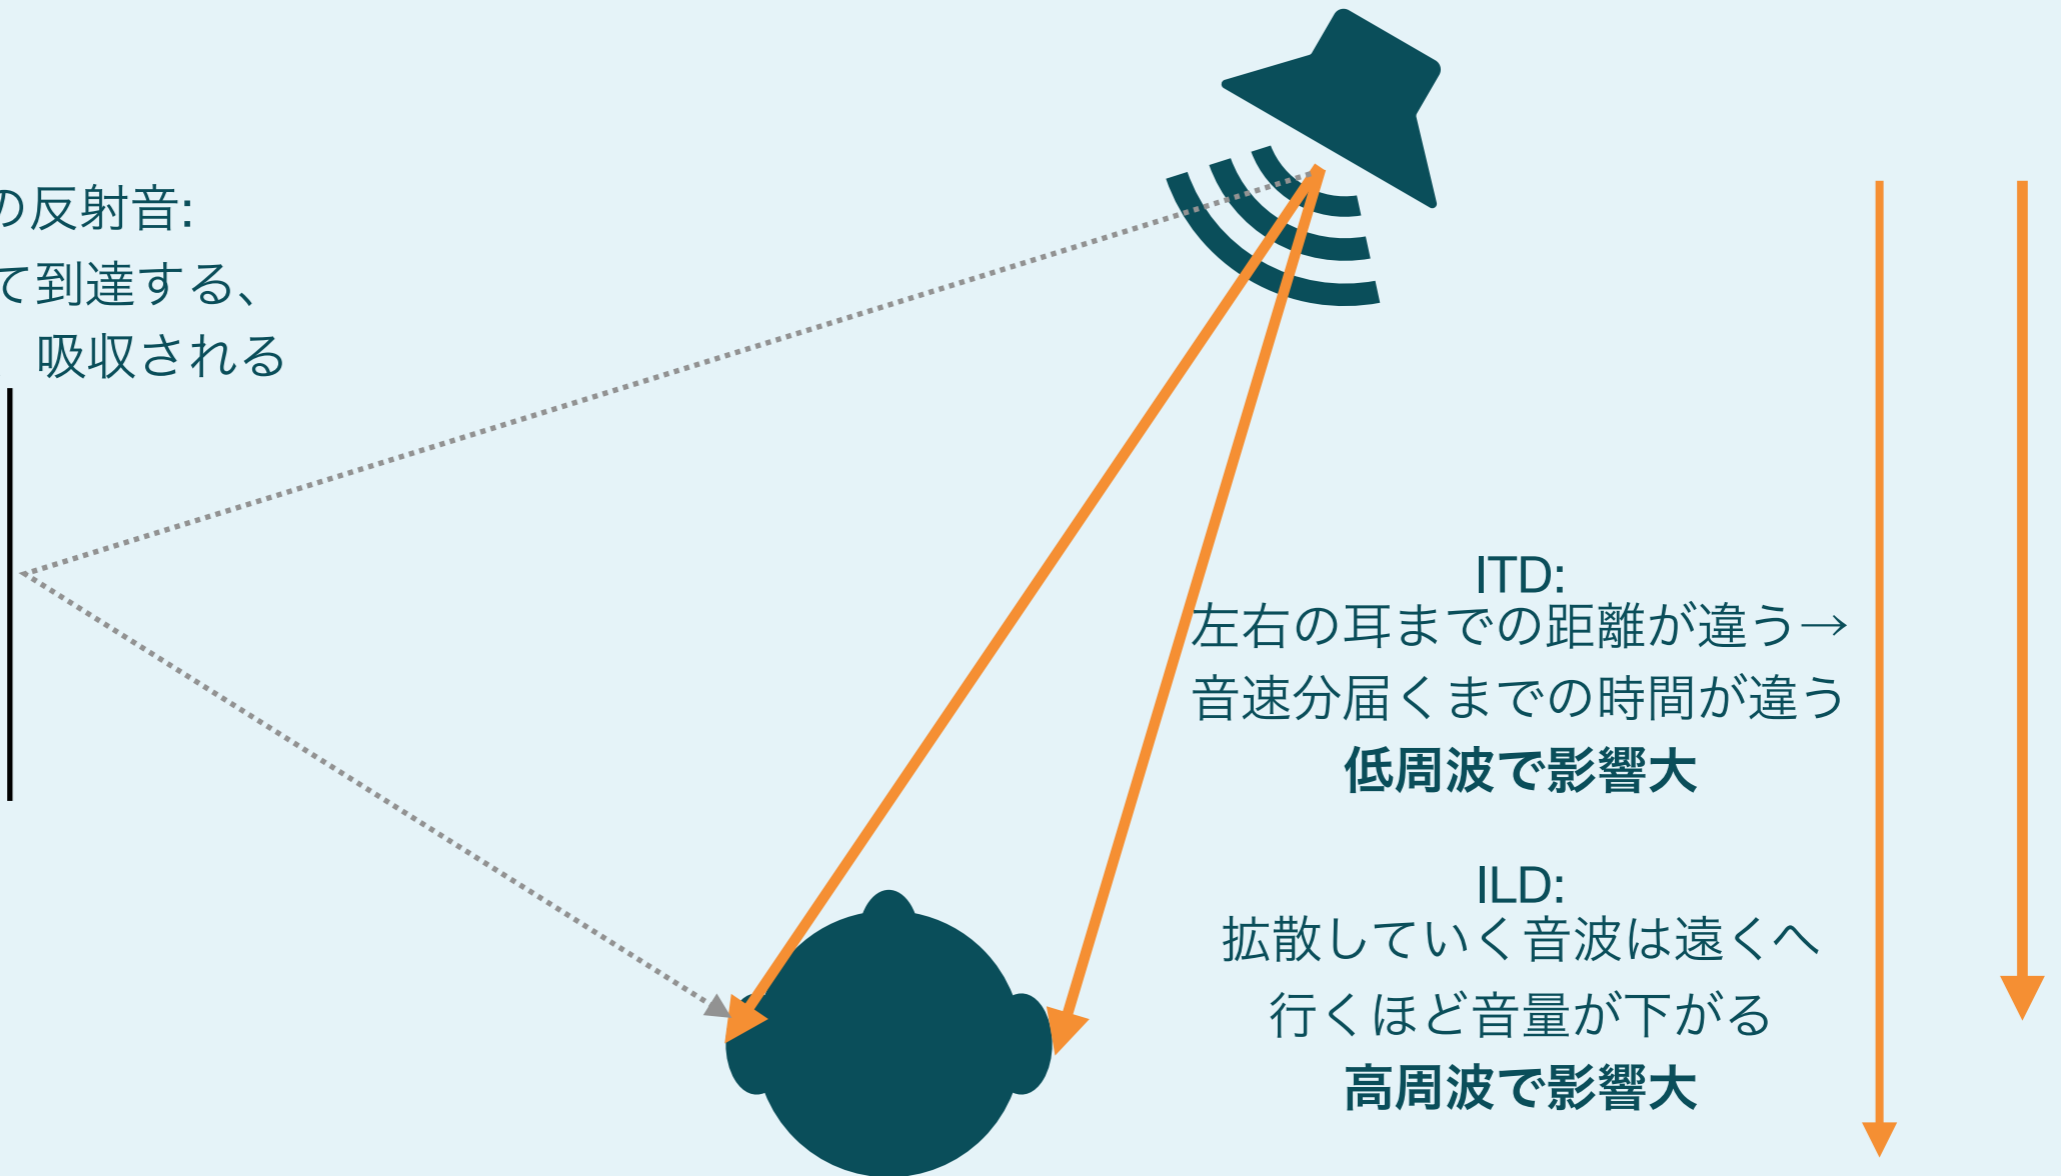 の反射音:
て到達する、
吸収される
ITD:
左右の耳までの距離が違う→
音速分届くまでの時間が違う
低周波で影響大
ILD:
拡散していく音波は遠くへ
行くほど音量が下がる
高周波で影響大